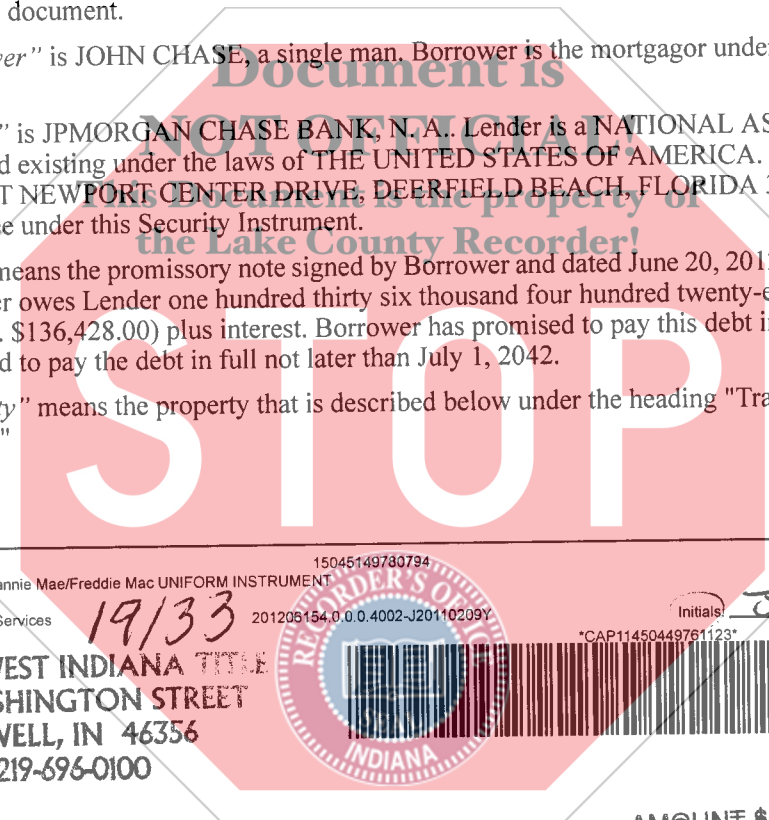 document.
er" is JOHN CHASE, a single man. Borrower is the mortgagor unde
Document is
" is JPMORGAN CHASE BANK, N. A.. Lender is a NATIONAL AS
NOT OFFICIAL!
d existing under the laws of THE UNITED STATES OF AMERICA.
T NEWPORT CENTER DRIVE, DEERFIELD BEACH, FLORIDA 3
This Document is the property of
e under this Security Instrument.
the Lake County Recorder!
means the promissory note signed by Borrower and dated June 20, 201
er owes Lender one hundred thirty six thousand four hundred twenty-e
. $136,428.00) plus interest. Borrower has promised to pay this debt i
d to pay the debt in full not later than July 1, 2042.
y" means the property that is described below under the heading "Tra
"
STOP
15045149780794
annie Mae/Freddie Mac UNIFORM INSTRUMENT
Services
19/33
201206154.0.0.0.4002-J20110209Y
Initials:
*CAP11450449761123*
EST INDIANA TITLE
SHINGTON STREET
WELL, IN 46356
219-696-0100
RECORDER'S OFFICE
SEAL
INDIANA
AMOUNT $